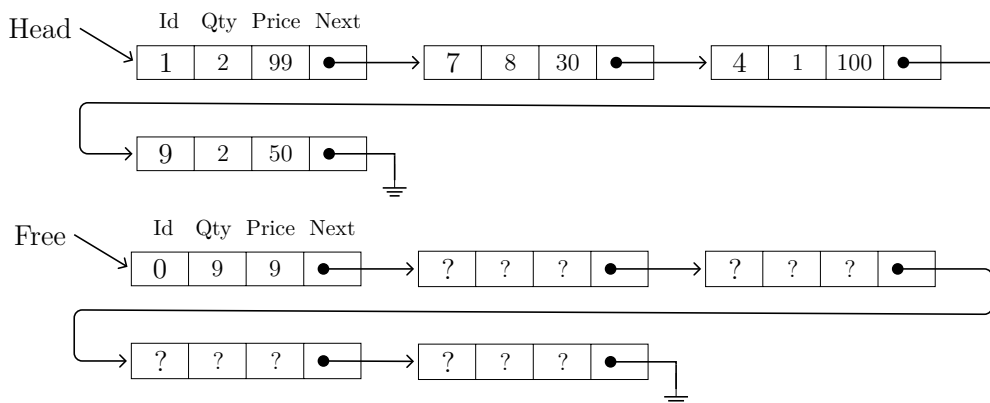 Id Qty Price Next
Head
1 2 99 7 8 30 4 1 100
9 2 50
Id Qty Price Next
Free
0 9 9 ? ? ? ? ? ?
? ? ? ? ? ?